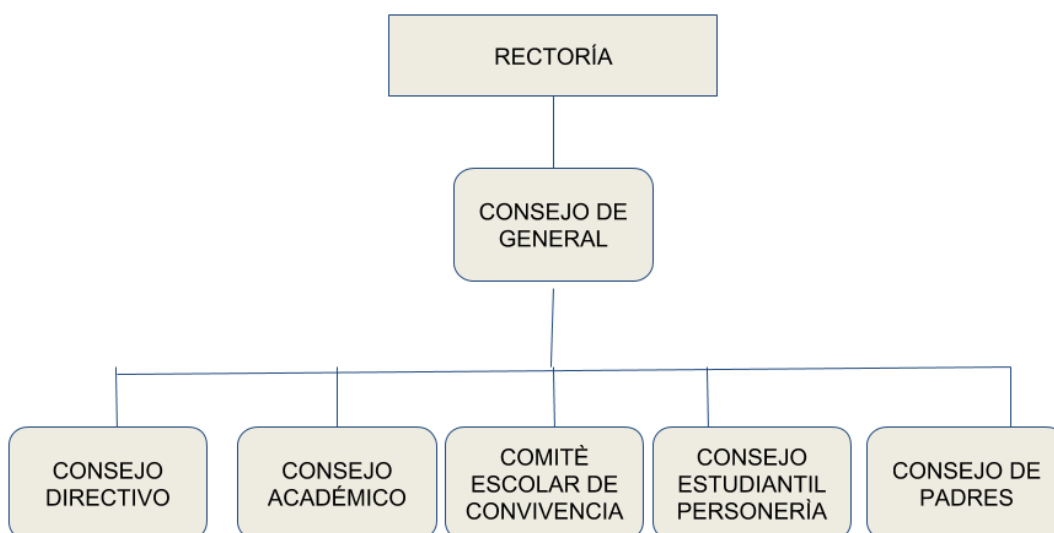 RECTORÍA
CONSEJO DE
GENERAL
CONSEJO
DIRECTIVO
CONSEJO
ACADÉMICO
COMITÈ
ESCOLAR DE
CONVIVENCIA
CONSEJO
ESTUDIANTIL
PERSONERÌA
CONSEJO DE
PADRES